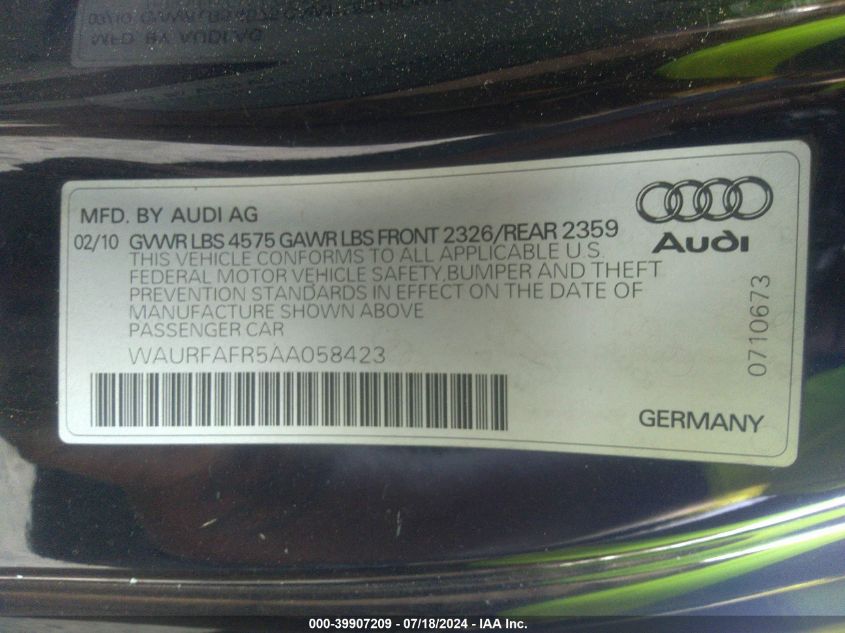 MFD. BY AUDI AG
02/10 GVWR LBS 4575 GAWR LBS FRONT 2326/REAR 2359
THIS VEHICLE CONFORMS TO ALL APPLICABLE U.S.
FEDERAL MOTOR VEHICLE SAFETY, BUMPER AND THEFT
PREVENTION STANDARDS IN EFFECT ON THE DATE OF
MANUFACTURE SHOWN ABOVE
PASSENGER CAR
WAURFAFR5AA058423
Audi
0710673
GERMANY
000-39907209 - 07/18/2024 - IAA Inc.